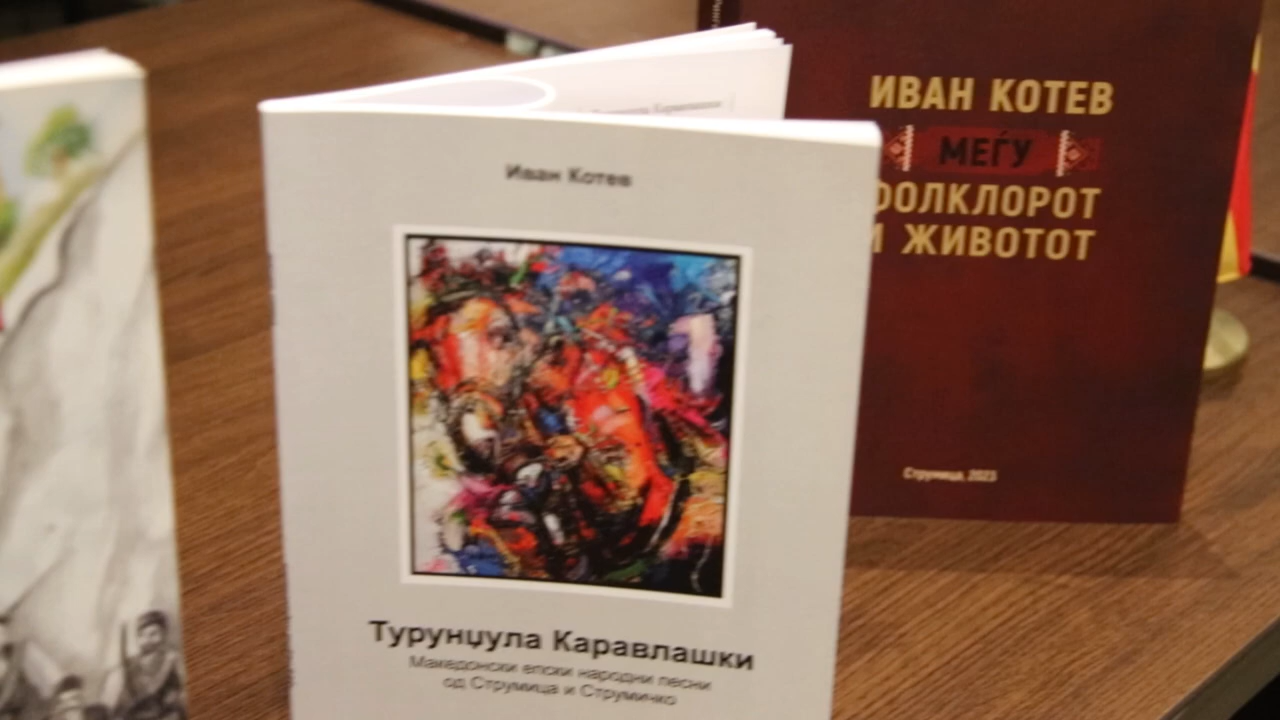 Иван Котев
Турунџула Каравлашки
Македонски епски народни песни
од Струмица и Струмичко
ИВАН КОТЕВ
МЕЃУ
ФОЛКЛОРОТ
И ЖИВОТОТ
Струмица, 2023